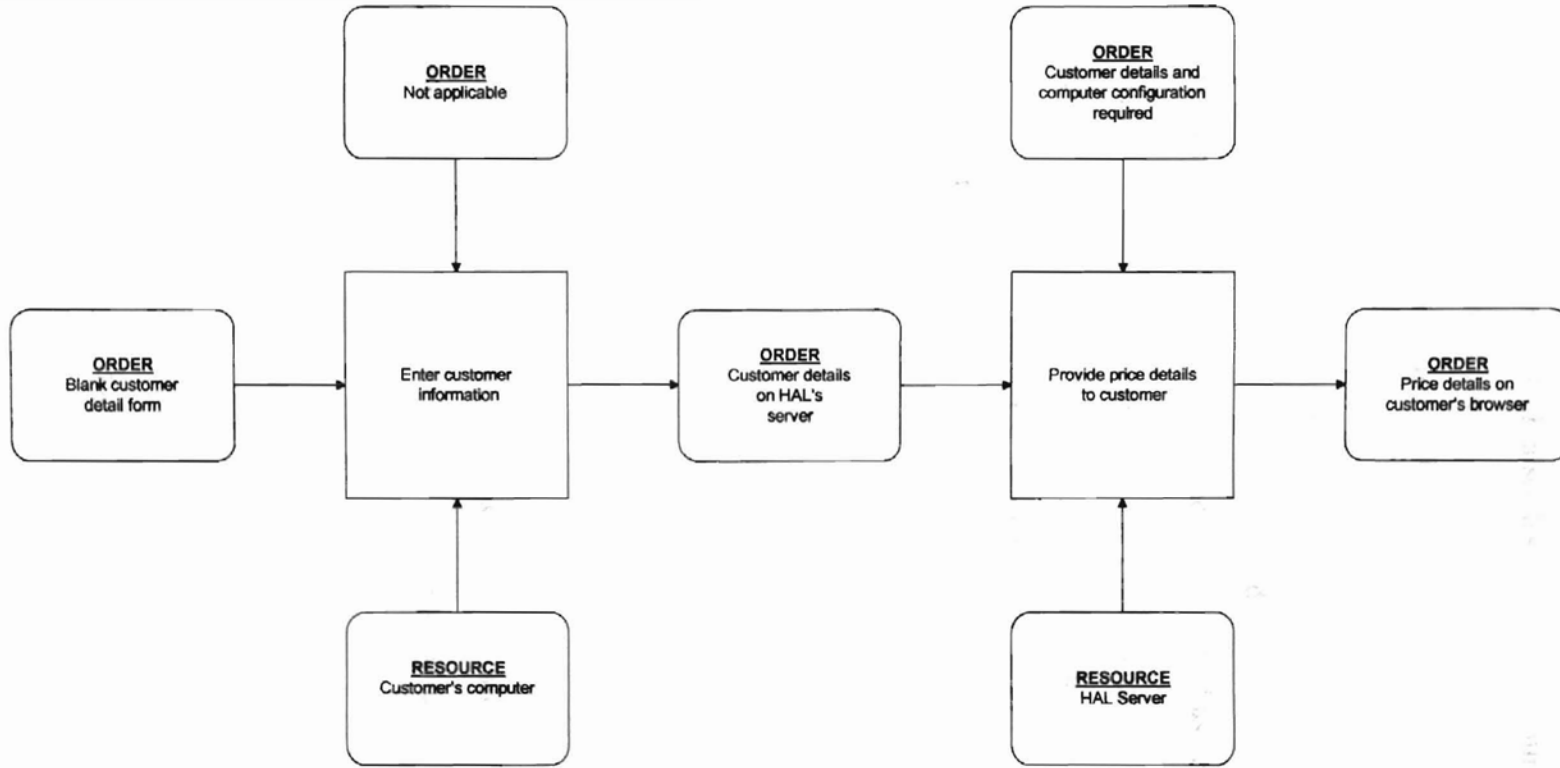 ORDER
Not applicable
ORDER
Customer details and
computer configuration
required
ORDER
Blank customer
detail form
Enter customer
information
ORDER
Customer details
on HAL's
server
Provide price details
to customer
ORDER
Price details on
customer's browser
RESOURCE
Customer's computer
RESOURCE
HAL Server